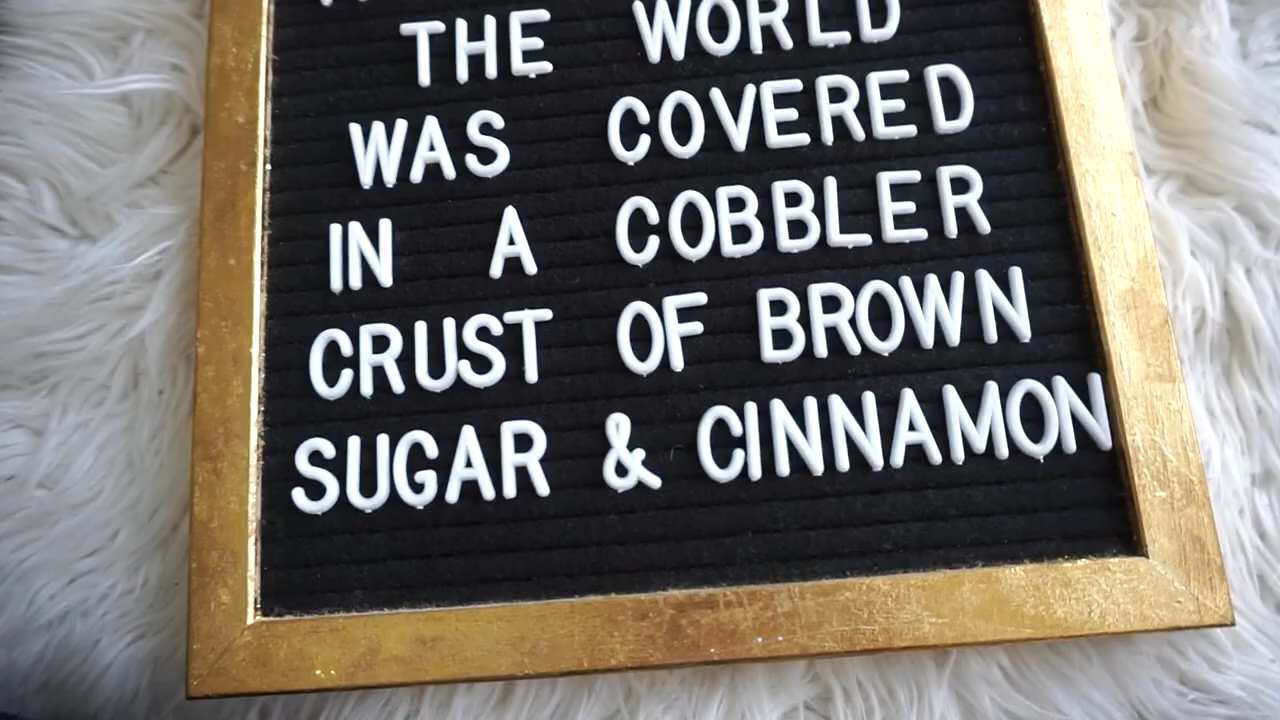 THE WORLD
WAS COVERED
IN A COBBLER
CRUST OF BROWN
SUGAR & CINNAMON